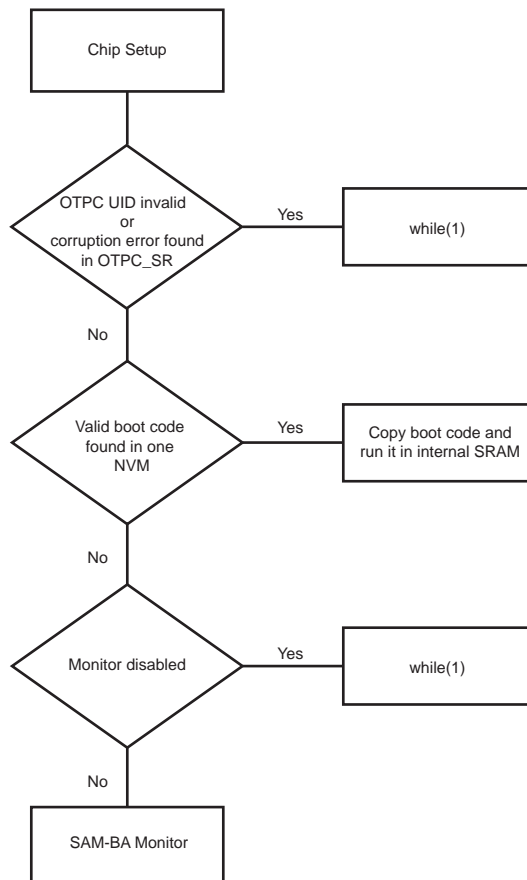 Chip Setup
OTPC UID invalid
or
corruption error found
in OTPC_SR
Yes
while(1)
No
Valid boot code
found in one
NVM
Yes
Copy boot code and
run it in internal SRAM
No
Monitor disabled
Yes
while(1)
No
SAM-BA Monitor